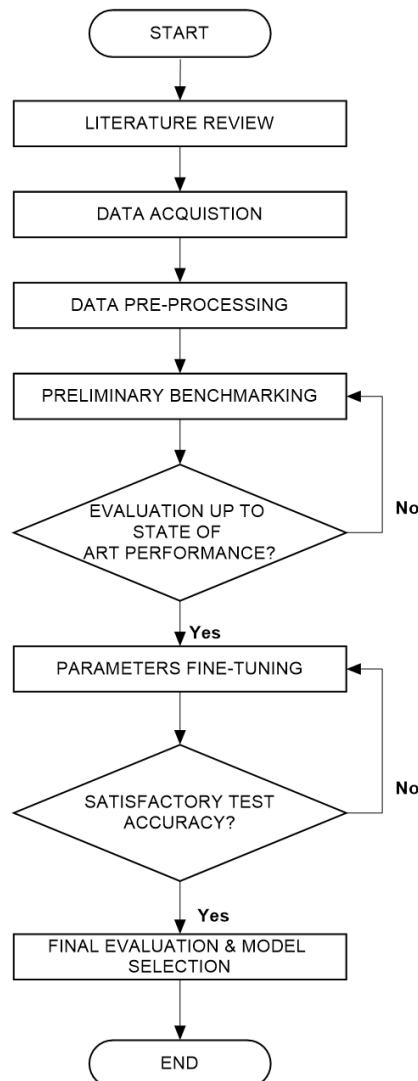 START
LITERATURE REVIEW
DATA ACQUISTION
DATA PRE-PROCESSING
PRELIMINARY BENCHMARKING
EVALUATION UP TO
STATE OF
ART PERFORMANCE?
No
Yes
PARAMETERS FINE-TUNING
SATISFACTORY TEST
ACCURACY?
No
Yes
FINAL EVALUATION & MODEL
SELECTION
END